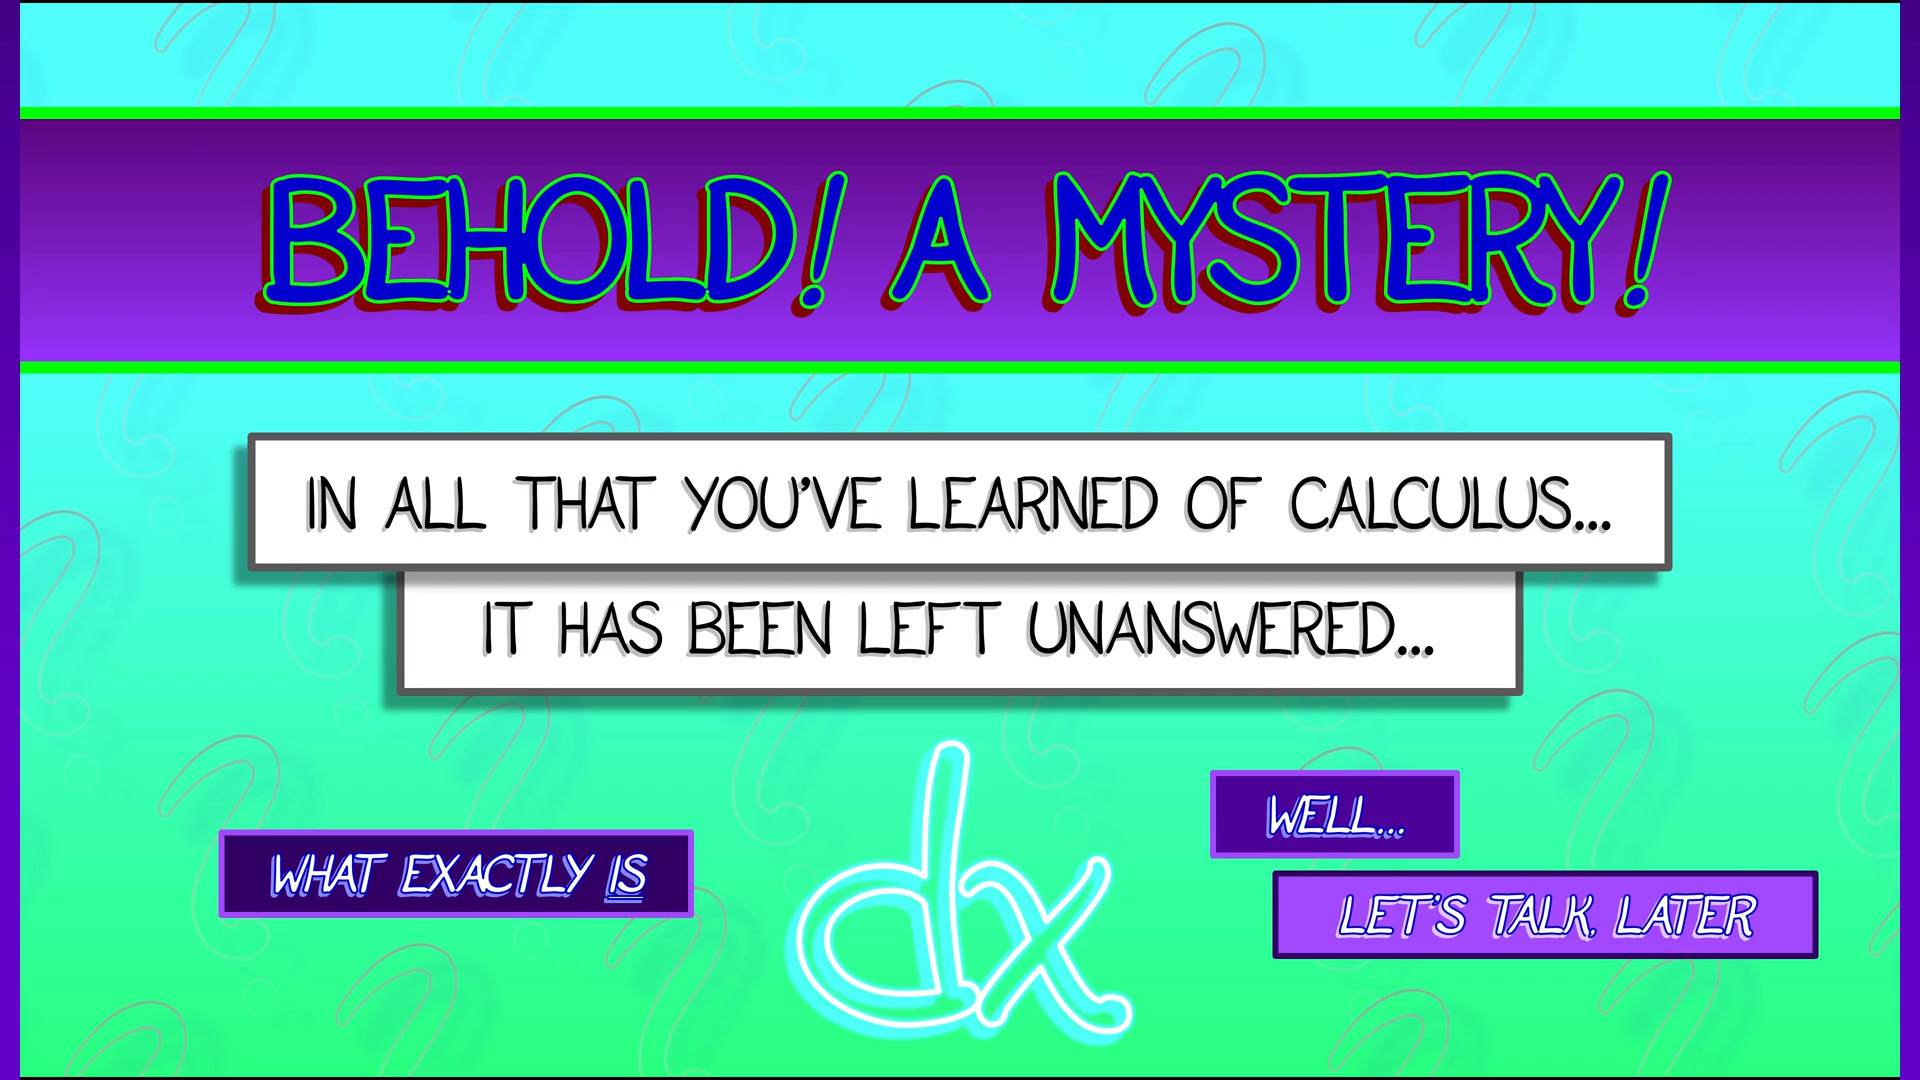 BEHOLD! A MYSTERY!
IN ALL THAT YOU'VE LEARNED OF CALCULUS...
IT HAS BEEN LEFT UNANSWERED...
WHAT EXACTLY IS
dx
WELL...
LET'S TALK, LATER